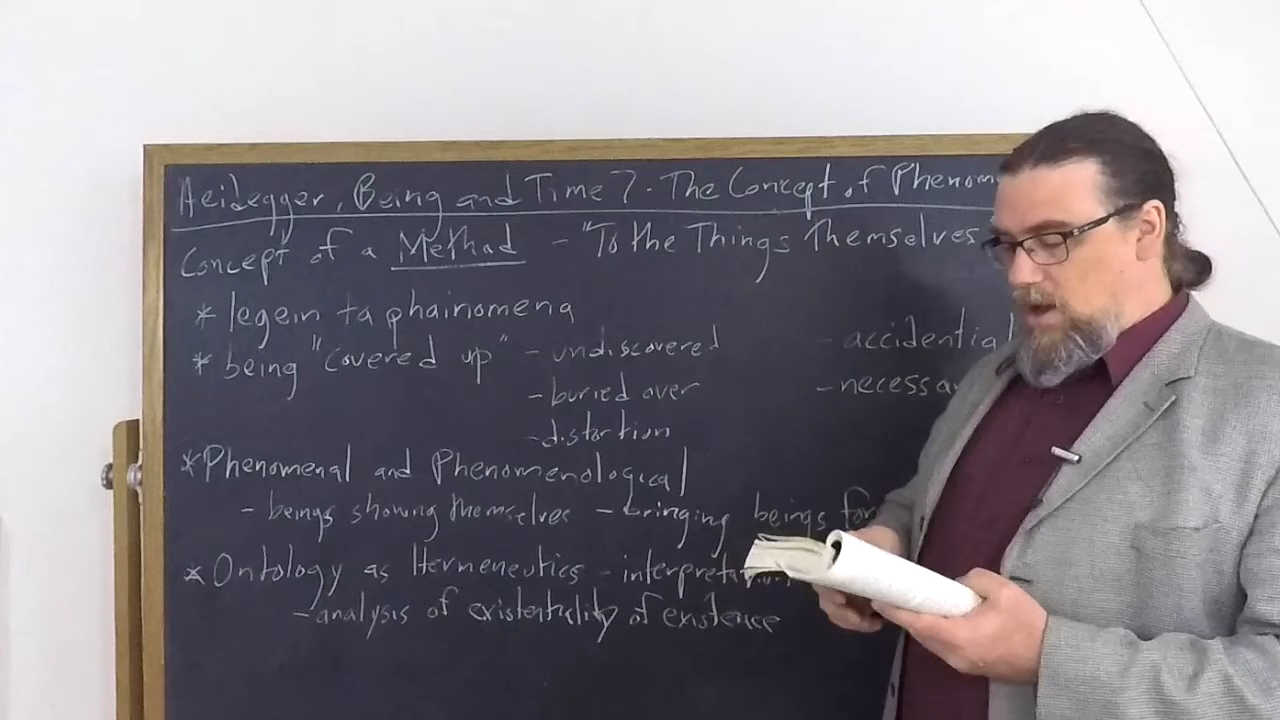 Heidegger, Being and Time 7. The Concept of Phenom
Concept of a Method - "To the Things Themselves
* legein ta phainomena
* being "covered up" - undiscovered - accidental
- buried over - necessa
- distortion
* Phenomenal and Phenomenological
- beings showing themselves - bringing beings for
* Ontology as Hermeneutics - interpretation
- analysis of existentiality of existence